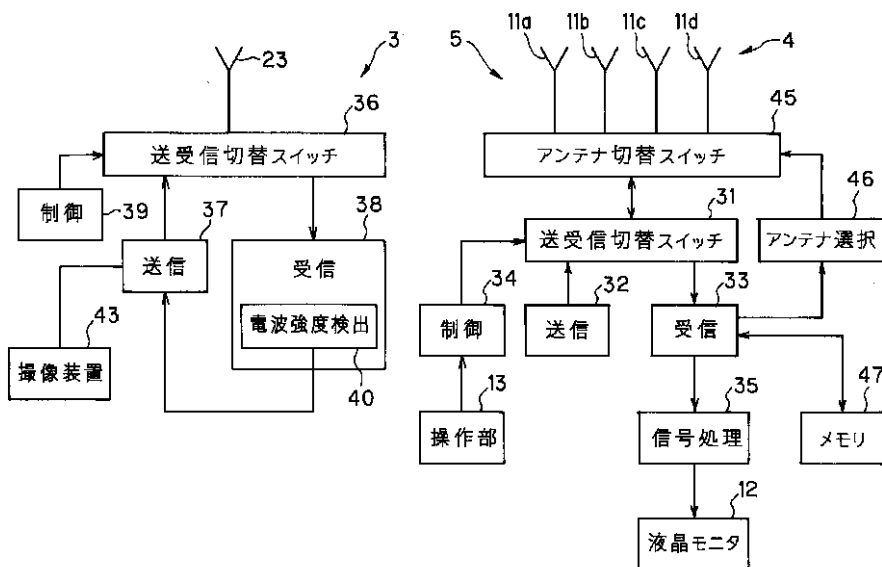 11a 11b 11c 11d
23 3 5 4
36 45
送受信切替スイッチ アンテナ切替スイッチ
46
37 38 31
制御 39 送受信切替スイッチ アンテナ選択
送信 受信
34 32 33
43 電波強度検出 制御 送信 受信
撮像装置 40
13 35 47
操作部 信号処理 メモリ
12
液晶モニタ